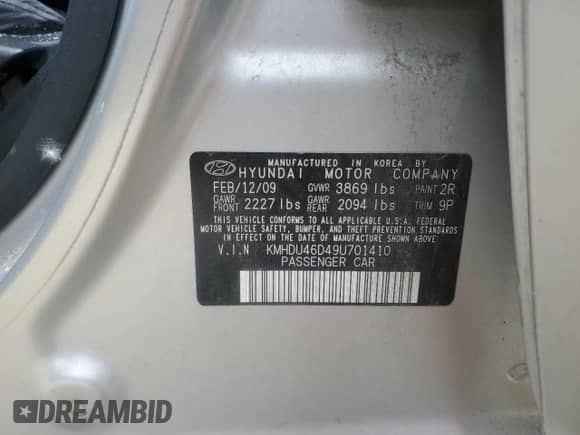 MANUFACTURED IN KOREA BY
HYUNDAI MOTOR COMPANY
FEB/12/09 GVWR 3869 lbs PAINT 2R
GAWR FRONT 2227 lbs GAWR REAR 2094 lbs TRIM 9P
THIS VEHICLE CONFORMS TO ALL APPLICABLE U.S.A. FEDERAL
MOTOR VEHICLE SAFETY, BUMPER, AND THEFT PREVENTION STANDARDS
IN EFFECT ON THE DATE OF MANUFACTURE SHOWN ABOVE.
V.I.N KMHDU46D49U701410
PASSENGER CAR
DREAMBID